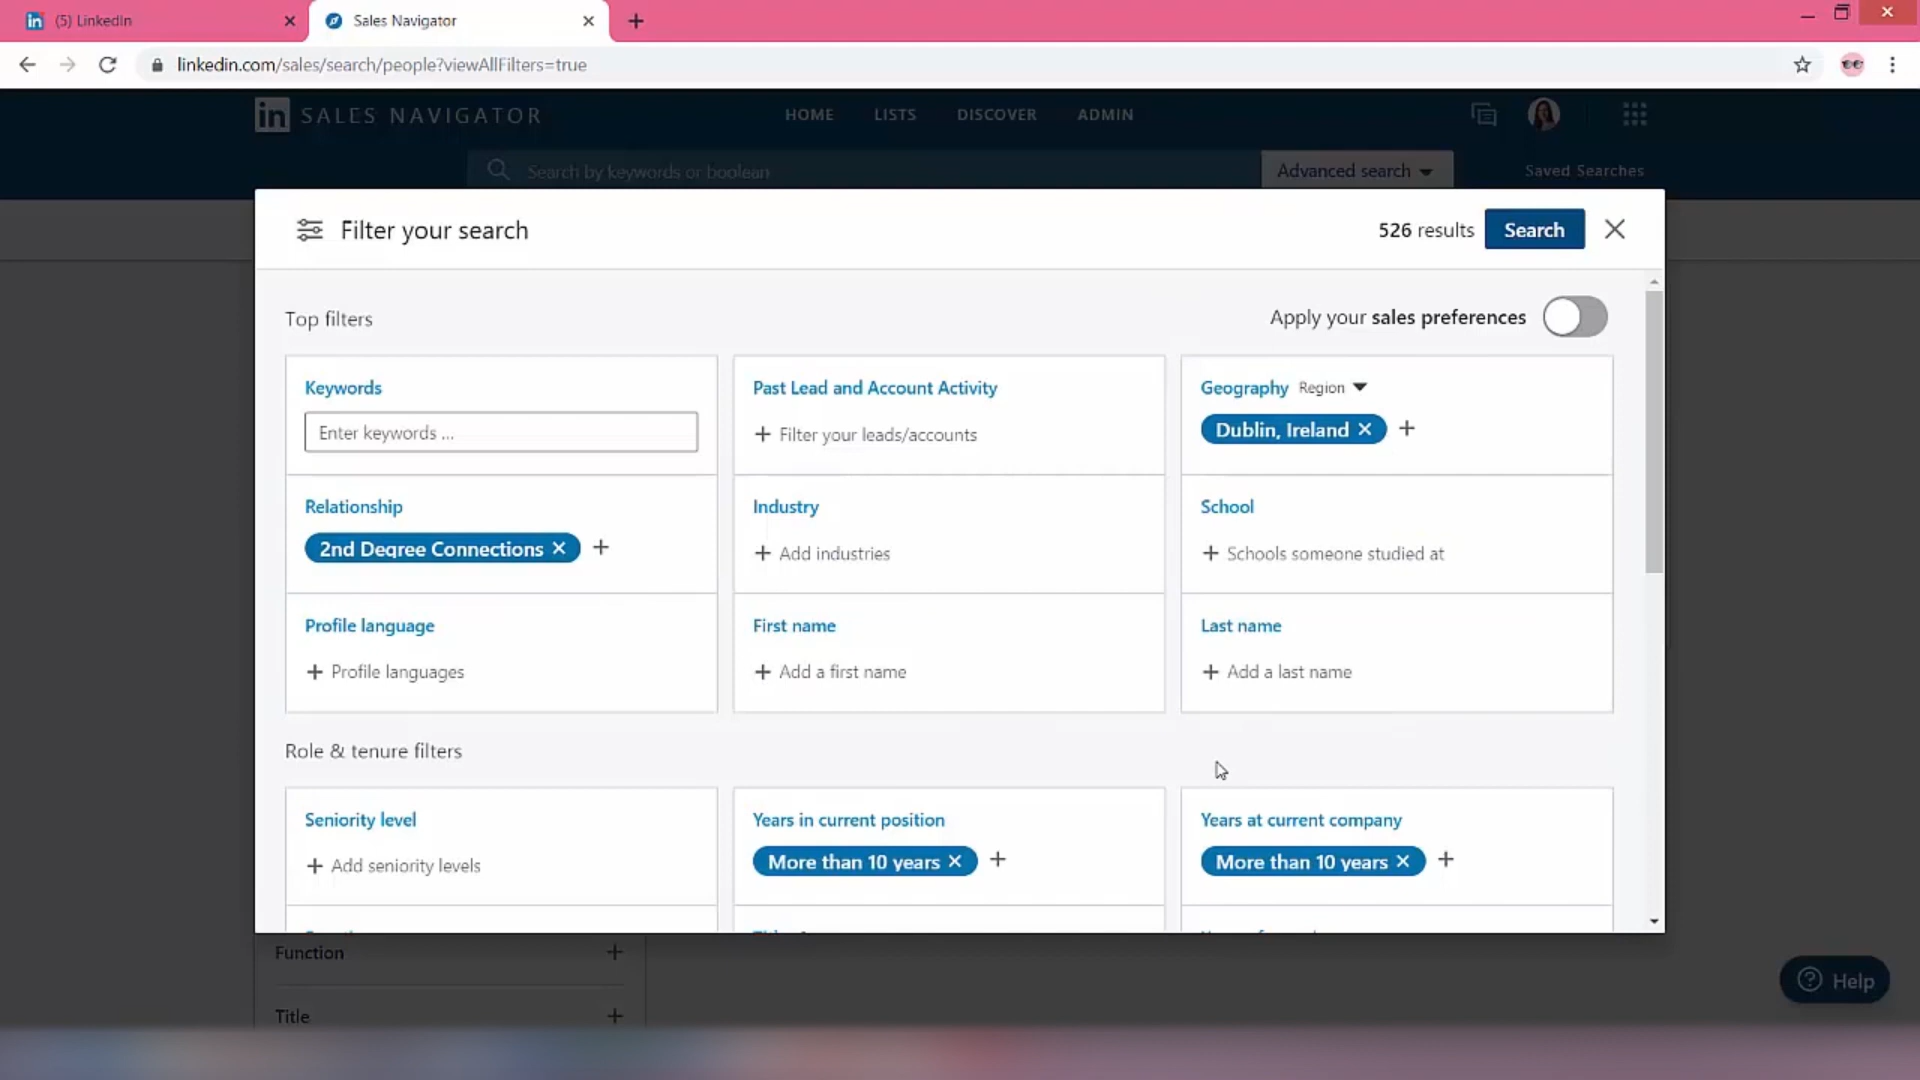 (5) LinkedIn
Sales Navigator
linkedin.com/sales/search/people?viewAllFilters=true
in SALES NAVIGATOR
HOME LISTS DISCOVER ADMIN
Search by keywords or boolean
Advanced search
Saved Searches
Filter your search
526 results
Search
Top filters
Apply your sales preferences
Keywords
Enter keywords ...
Past Lead and Account Activity
+ Filter your leads/accounts
Geography Region
Dublin, Ireland × +
Relationship
2nd Degree Connections × +
Industry
+ Add industries
School
+ Schools someone studied at
Profile language
+ Profile languages
First name
+ Add a first name
Last name
+ Add a last name
Role & tenure filters
Seniority level
+ Add seniority levels
Years in current position
More than 10 years × +
Years at current company
More than 10 years × +
Function +
Title +
Help